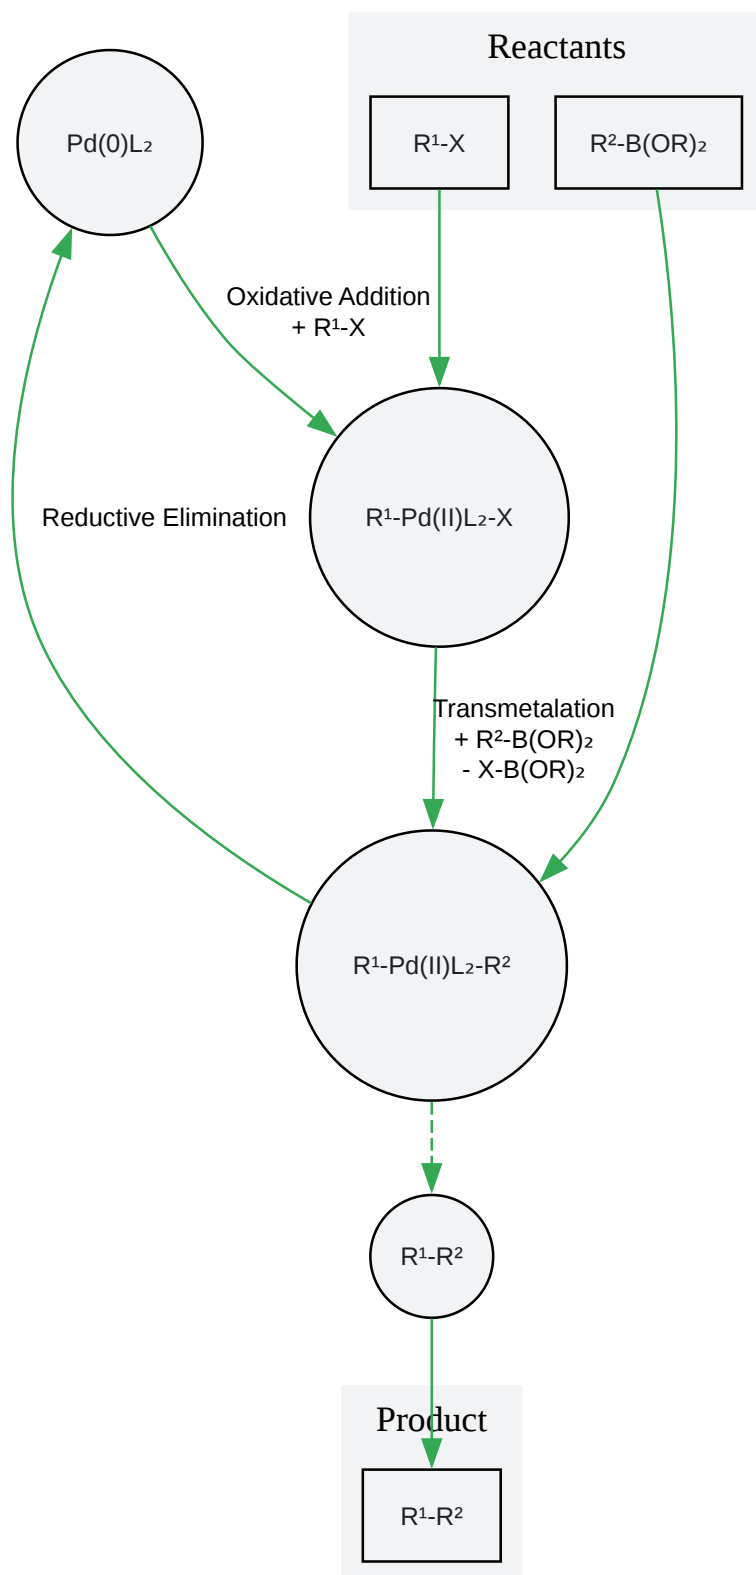 Reactants
Pd(0)L₂
R¹-X
R²-B(OR)₂
Oxidative Addition
+ R¹-X
Reductive Elimination
R¹-Pd(II)L₂-X
Transmetalation
+ R²-B(OR)₂
- X-B(OR)₂
R¹-Pd(II)L₂-R²
R¹-R²
Product
R¹-R²